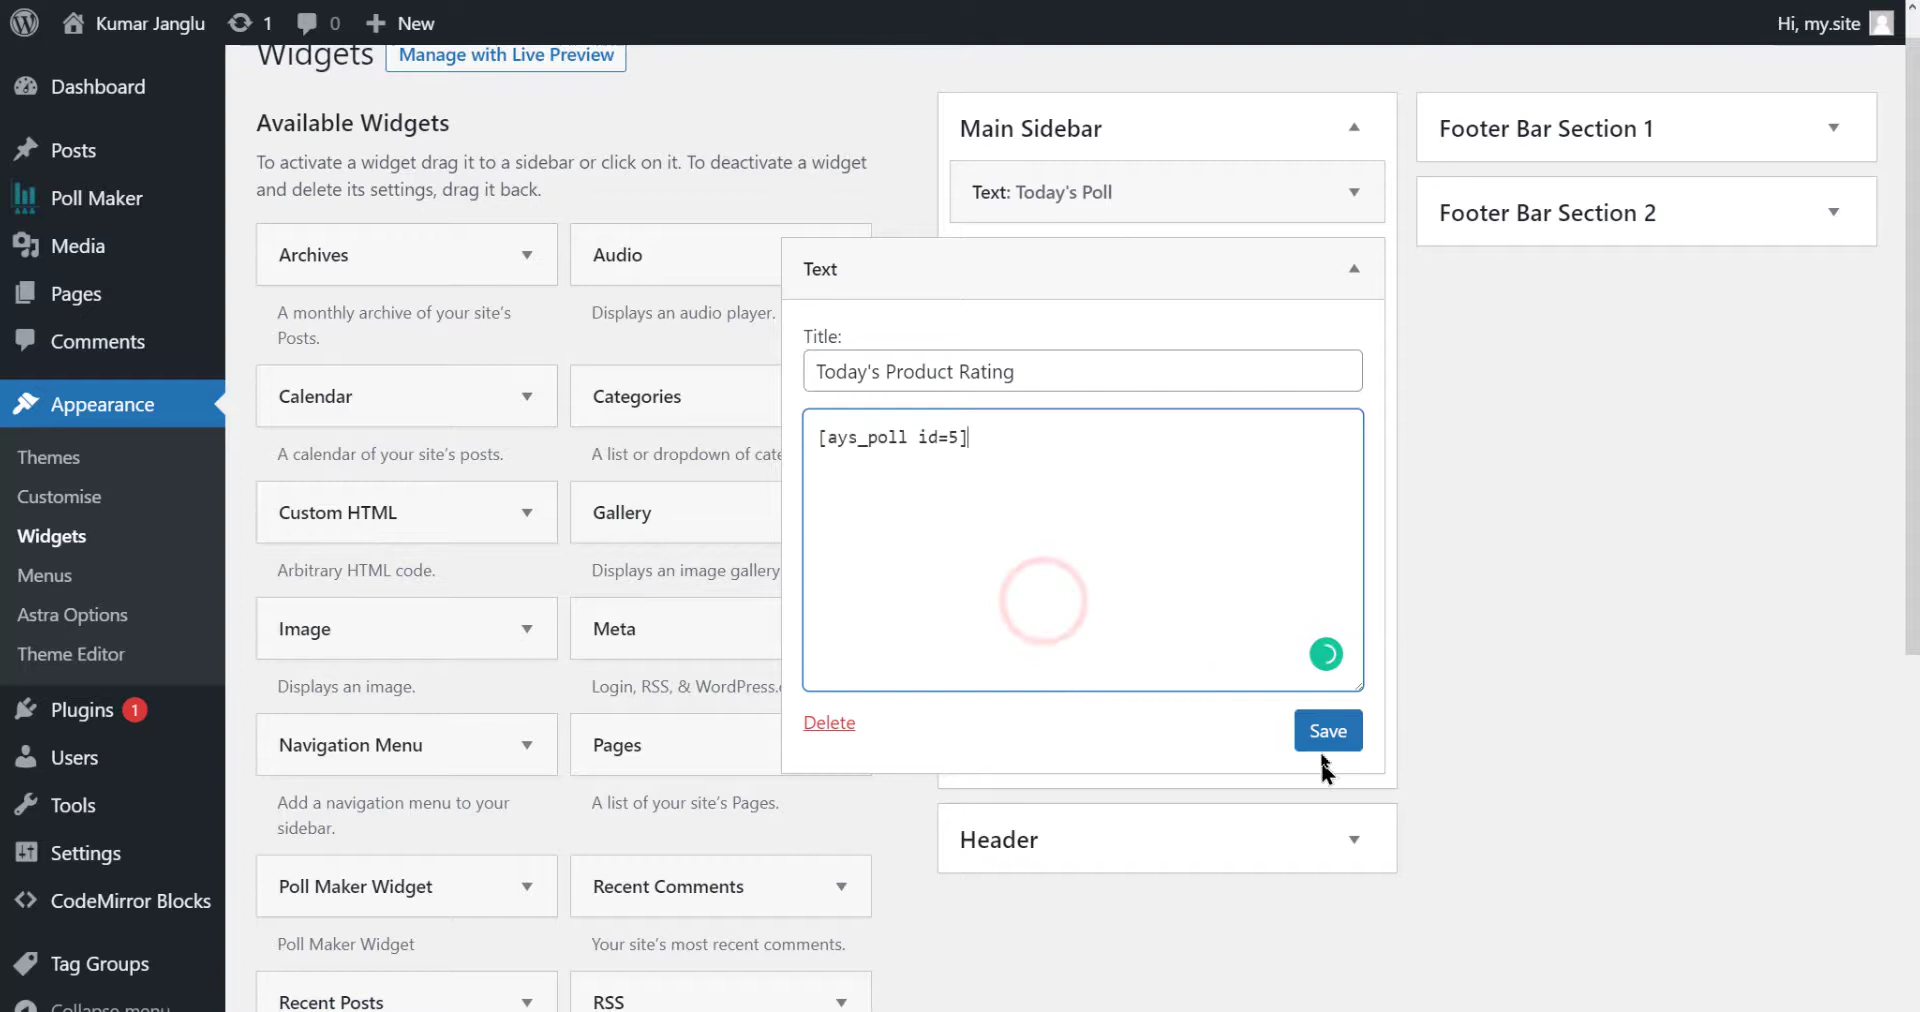 Kumar Janglu
1
0
New
Hi, my.site
Dashboard
Posts
Poll Maker
Media
Pages
Comments
Appearance
Themes
Customise
Widgets
Menus
Astra Options
Theme Editor
Plugins 1
Users
Tools
Settings
CodeMirror Blocks
Tag Groups
Collapse menu
Widgets
Manage with Live Preview
Available Widgets
To activate a widget drag it to a sidebar or click on it. To deactivate a widget
and delete its settings, drag it back.
Archives
A monthly archive of your site's
Posts.
Audio
Displays an audio player.
Calendar
A calendar of your site's posts.
Categories
A list or dropdown of cate
Custom HTML
Arbitrary HTML code.
Gallery
Displays an image gallery
Image
Displays an image.
Meta
Login, RSS, & WordPress.
Navigation Menu
Add a navigation menu to your
sidebar.
Pages
A list of your site's Pages.
Poll Maker Widget
Poll Maker Widget
Recent Comments
Your site's most recent comments.
Recent Posts
RSS
Main Sidebar
Text: Today's Poll
Text
Title:
Today's Product Rating
[ays_poll id=5]
Delete
Save
Header
Footer Bar Section 1
Footer Bar Section 2